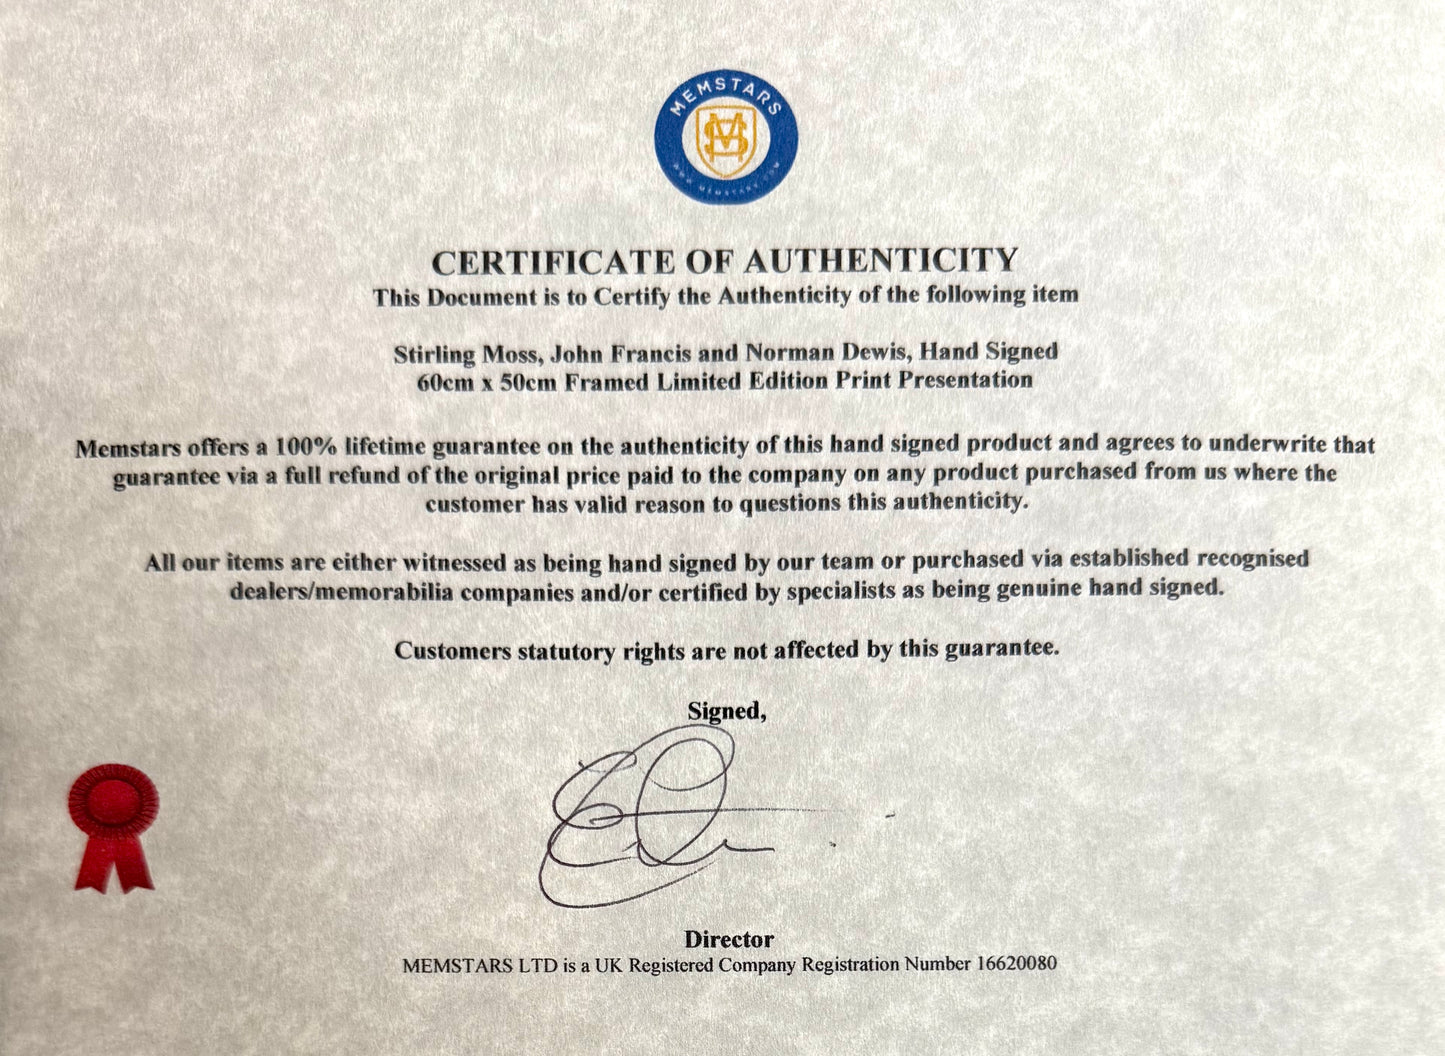 MEMSTARS
WWW.MEMSTARS.COM
CERTIFICATE OF AUTHENTICITY
This Document is to Certify the Authenticity of the following item
Stirling Moss, John Francis and Norman Dewis, Hand Signed
60cm x 50cm Framed Limited Edition Print Presentation
Memstars offers a 100% lifetime guarantee on the authenticity of this hand signed product and agrees to underwrite that
guarantee via a full refund of the original price paid to the company on any product purchased from us where the
customer has valid reason to questions this authenticity.
All our items are either witnessed as being hand signed by our team or purchased via established recognised
dealers/memorabilia companies and/or certified by specialists as being genuine hand signed.
Customers statutory rights are not affected by this guarantee.
Signed,
Director
MEMSTARS LTD is a UK Registered Company Registration Number 16620080